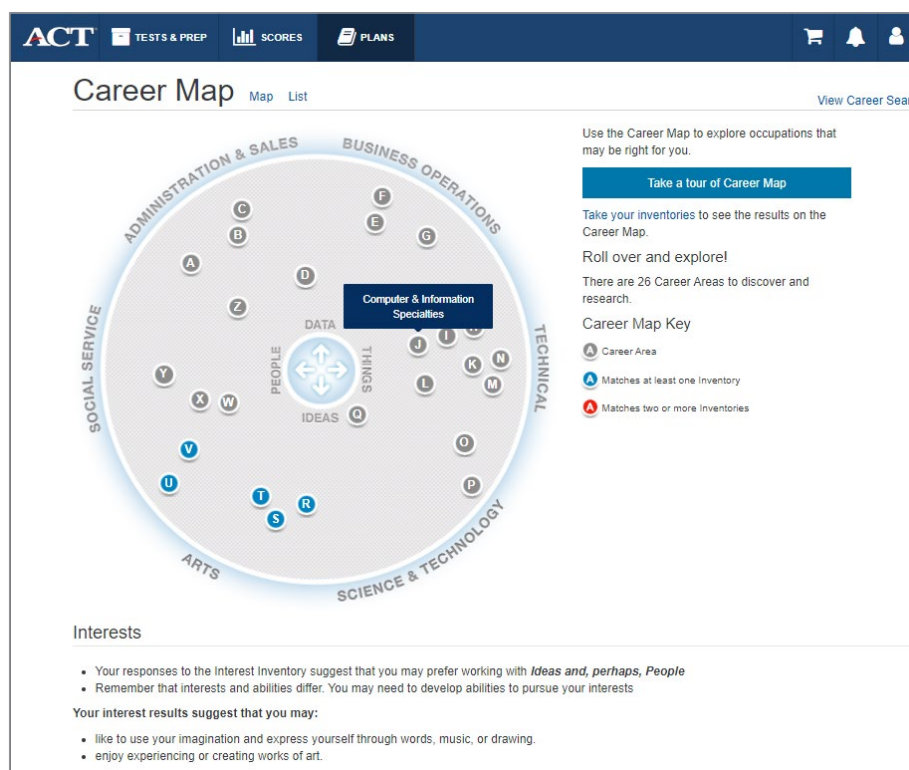 ACT TESTS & PREP SCORES PLANS
Career Map Map List
View Career Sear
Use the Career Map to explore occupations that
may be right for you.
Take a tour of Career Map
Take your inventories to see the results on the
Career Map.
Roll over and explore!
There are 26 Career Areas to discover and
research.
Career Map Key
A Career Area
A Matches at least one Inventory
A Matches two or more Inventories
ADMINISTRATION & SALES
BUSINESS OPERATIONS
TECHNICAL
SCIENCE & TECHNOLOGY
ARTS
SOCIAL SERVICE
F
C
E
B
G
A
D
Computer & Information
Specialties
Z
DATA
I
J
N
K
PEOPLE
THINGS
Y
L
M
X
W
IDEAS
Q
O
V
U
P
T
R
S
Interests
Your responses to the Interest Inventory suggest that you may prefer working with Ideas and, perhaps, People
Remember that interests and abilities differ. You may need to develop abilities to pursue your interests
Your interest results suggest that you may:
like to use your imagination and express yourself through words, music, or drawing.
enjoy experiencing or creating works of art.